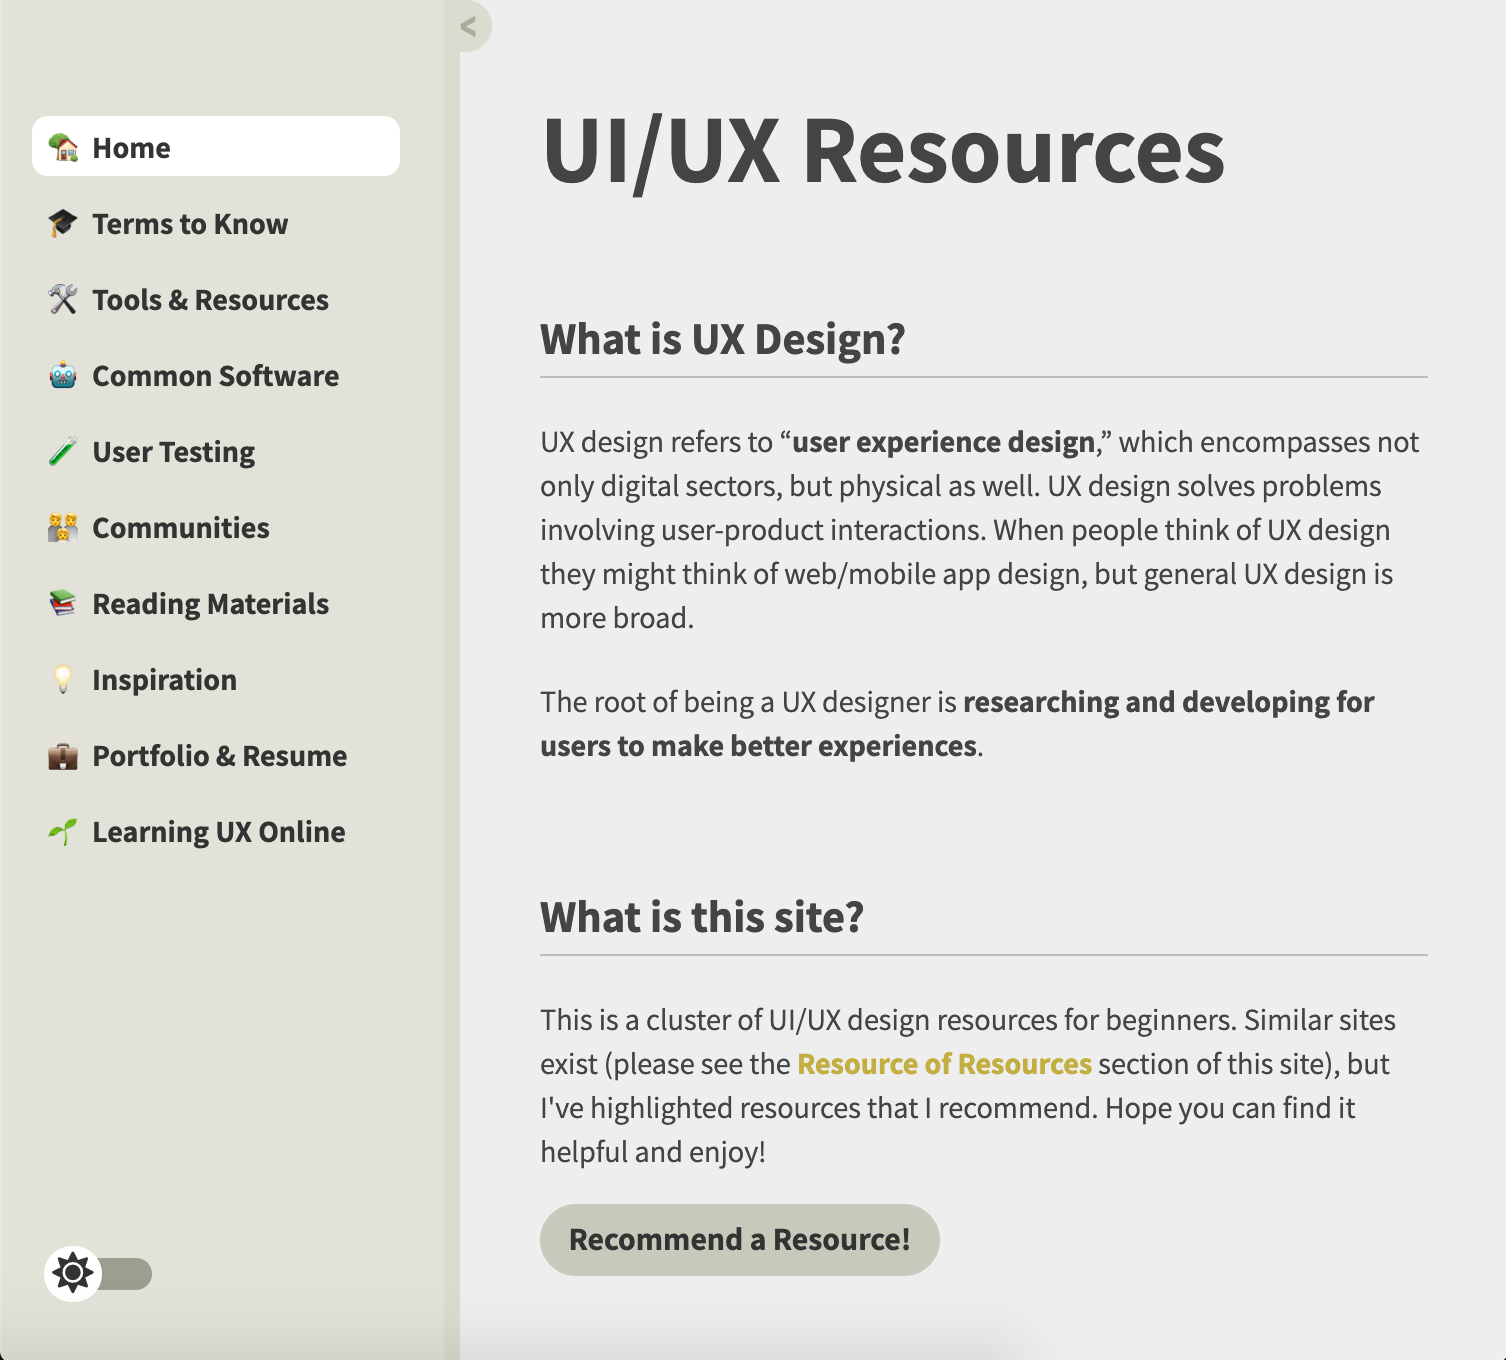 <
Home
Terms to Know
Tools & Resources
Common Software
User Testing
Communities
Reading Materials
Inspiration
Portfolio & Resume
Learning UX Online
UI/UX Resources
What is UX Design?
UX design refers to “user experience design,” which encompasses not
only digital sectors, but physical as well. UX design solves problems
involving user-product interactions. When people think of UX design
they might think of web/mobile app design, but general UX design is
more broad.
The root of being a UX designer is researching and developing for
users to make better experiences.
What is this site?
This is a cluster of UI/UX design resources for beginners. Similar sites
exist (please see the Resource of Resources section of this site), but
I've highlighted resources that I recommend. Hope you can find it
helpful and enjoy!
Recommend a Resource!